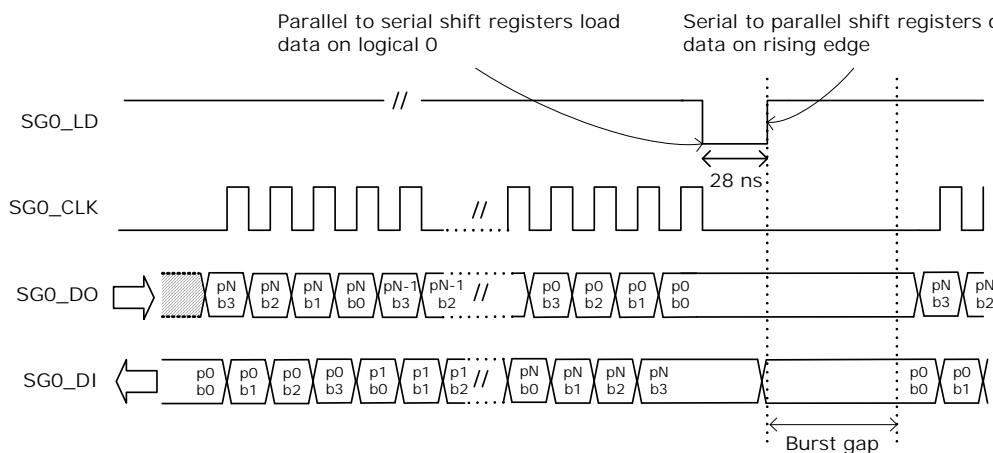 Parallel to serial shift registers load
data on logical 0
Serial to parallel shift registers
data on rising edge
SG0_LD
//
28 ns
SG0_CLK
//
SG0_DO
pN b3 pN b2 pN b1 pN b0 pN-1 b3 pN-1 b2 // p0 b3 p0 b2 p0 b1 p0 b0 pN b3 pN b2
SG0_DI
p0 b0 p0 b1 p0 b2 p0 b3 p1 b0 p1 b1 p1 b2 // pN b0 pN b1 pN b2 pN b3 p0 b0 p0 b1
Burst gap